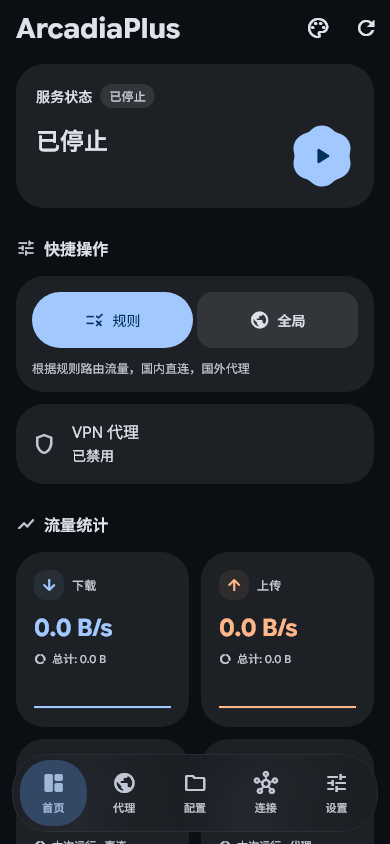 ArcadiaPlus
服务状态 已停止
已停止
快捷操作
规则 全局
根据规则路由流量，国内直连，国外代理
VPN 代理
已禁用
流量统计
下载 上传
0.0 B/s 0.0 B/s
总计: 0.0 B 总计: 0.0 B
首页 代理 配置 连接 设置